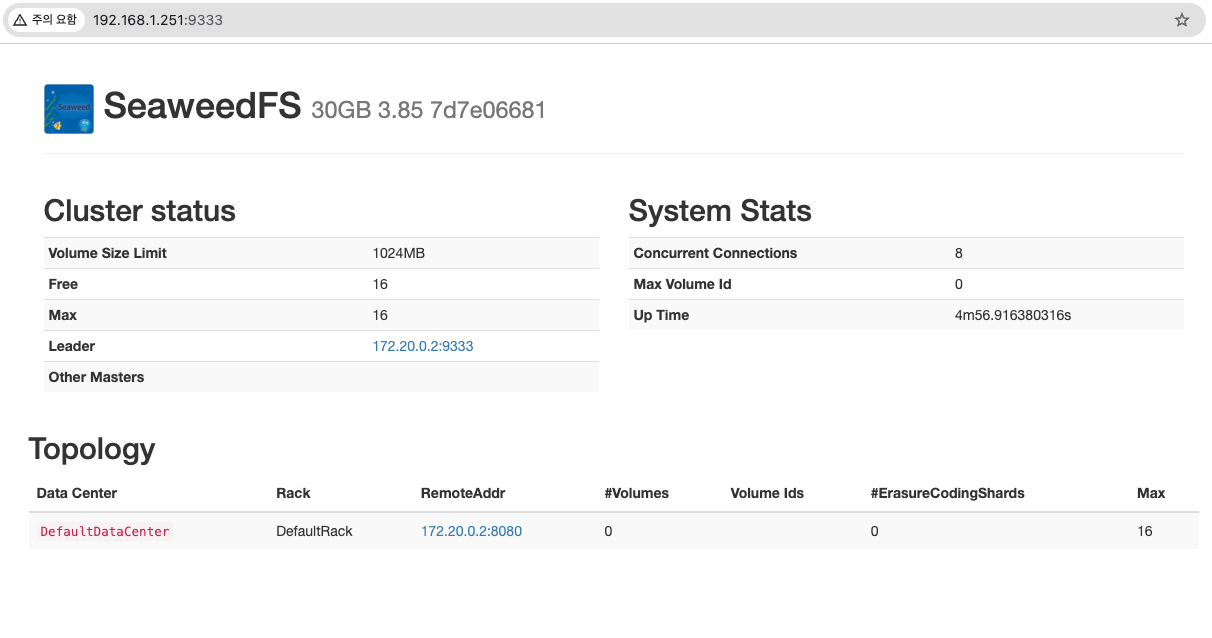 주의 요함 192.168.1.251:9333
Seaweed
SeaweedFS 30GB 3.85 7d7e06681
Cluster status
Volume Size Limit 1024MB
Free 16
Max 16
Leader 172.20.0.2:9333
Other Masters
System Stats
Concurrent Connections 8
Max Volume Id 0
Up Time 4m56.916380316s
Topology
Data Center Rack RemoteAddr #Volumes Volume Ids #ErasureCodingShards Max
DefaultDataCenter DefaultRack 172.20.0.2:8080 0 0 16